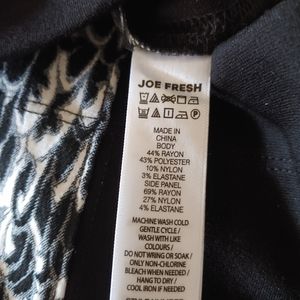 JOE FRESH
MADE IN
CHINA
BODY
44% RAYON
43% POLYESTER
10% NYLON
3% ELASTANE
SIDE PANEL
69% RAYON
27% NYLON
4% ELASTANE
MACHINE WASH COLD
GENTLE CYCLE /
WASH WITH LIKE
COLOURS /
DO NOT WRING OR SOAK /
ONLY NON-CHLORINE
BLEACH WHEN NEEDED /
HANG TO DRY /
COOL IRON IF NEEDED